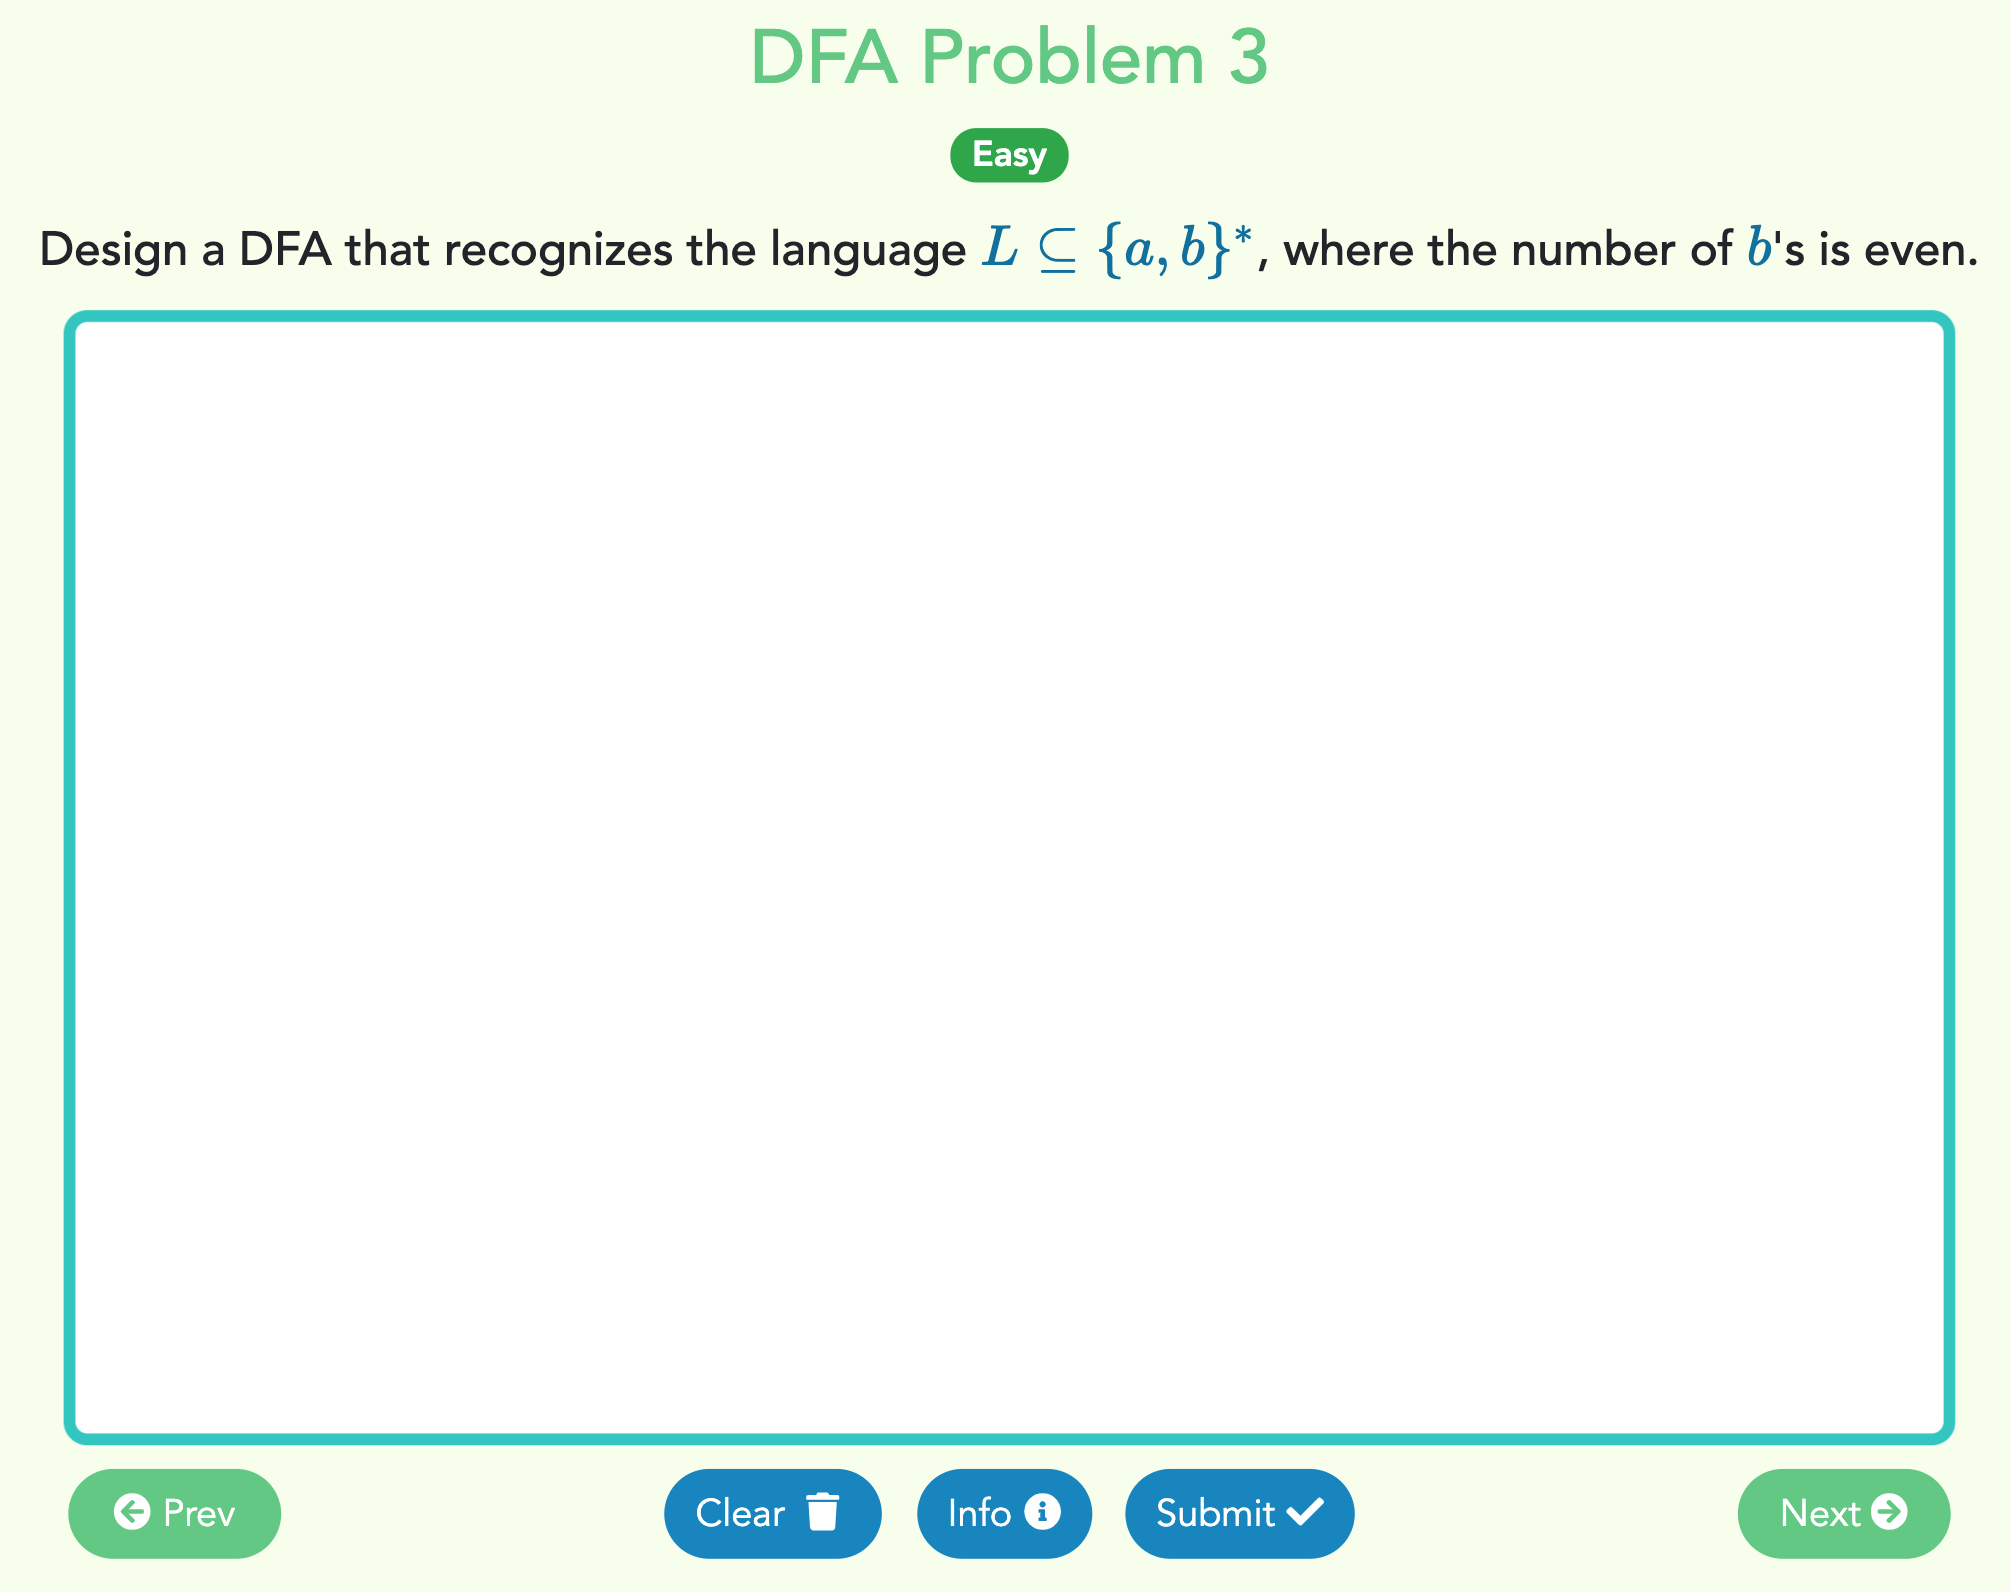 DFA Problem 3
Easy
Design a DFA that recognizes the language L ⊆ {a, b}*, where the number of b's is even.
Prev
Clear
Info
Submit
Next